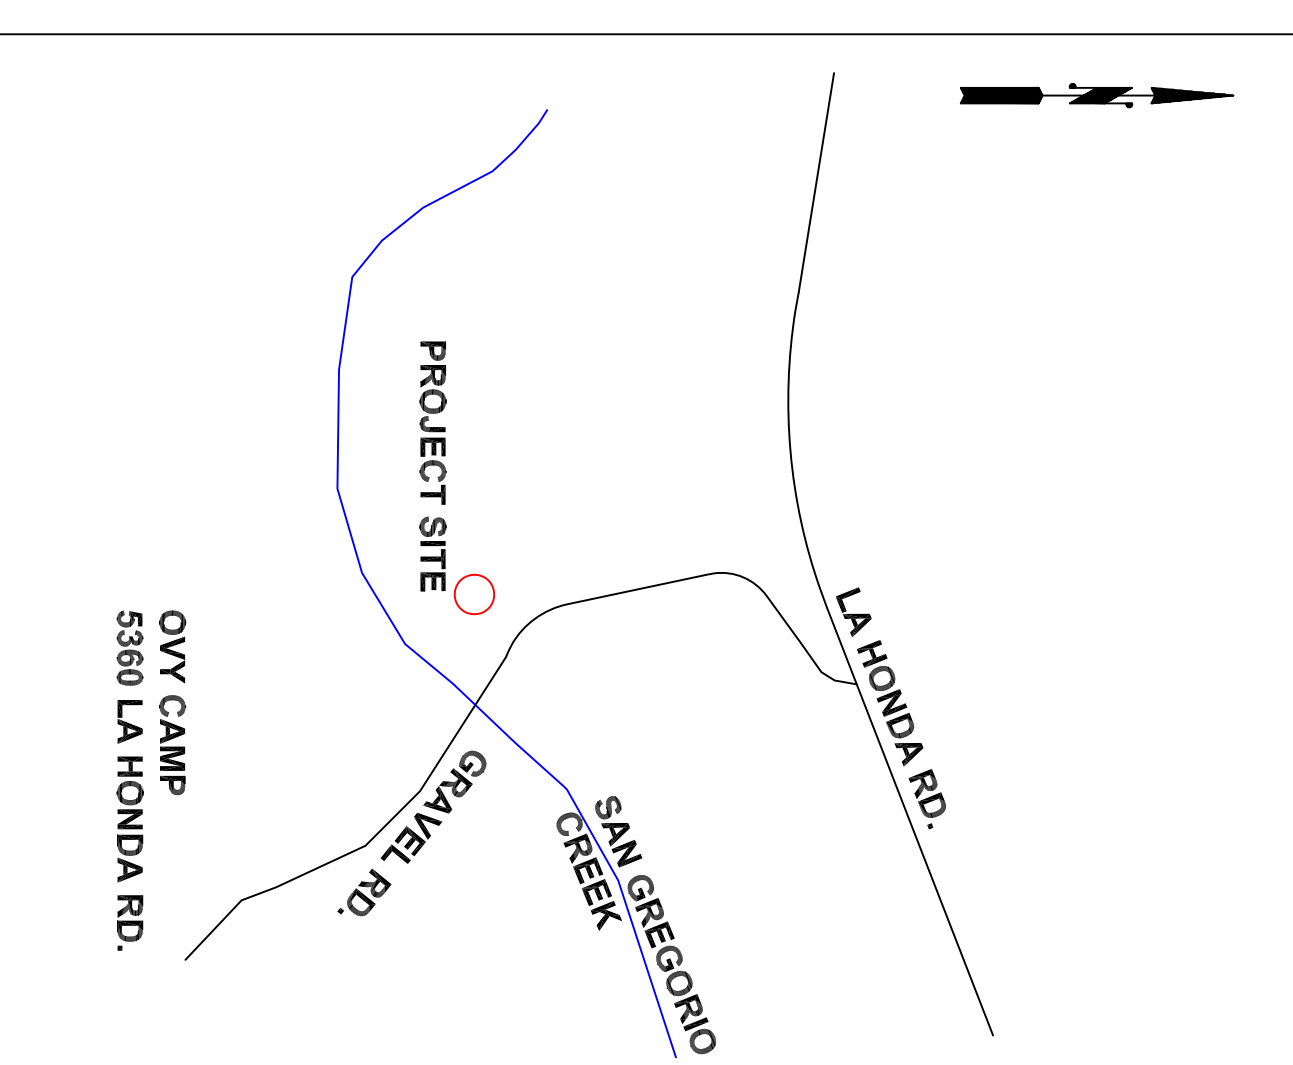 LA HONDA RD.
PROJECT SITE
SAN GREGORIO
CREEK
GRAVEL RD.
OVY CAMP
5360 LA HONDA RD.